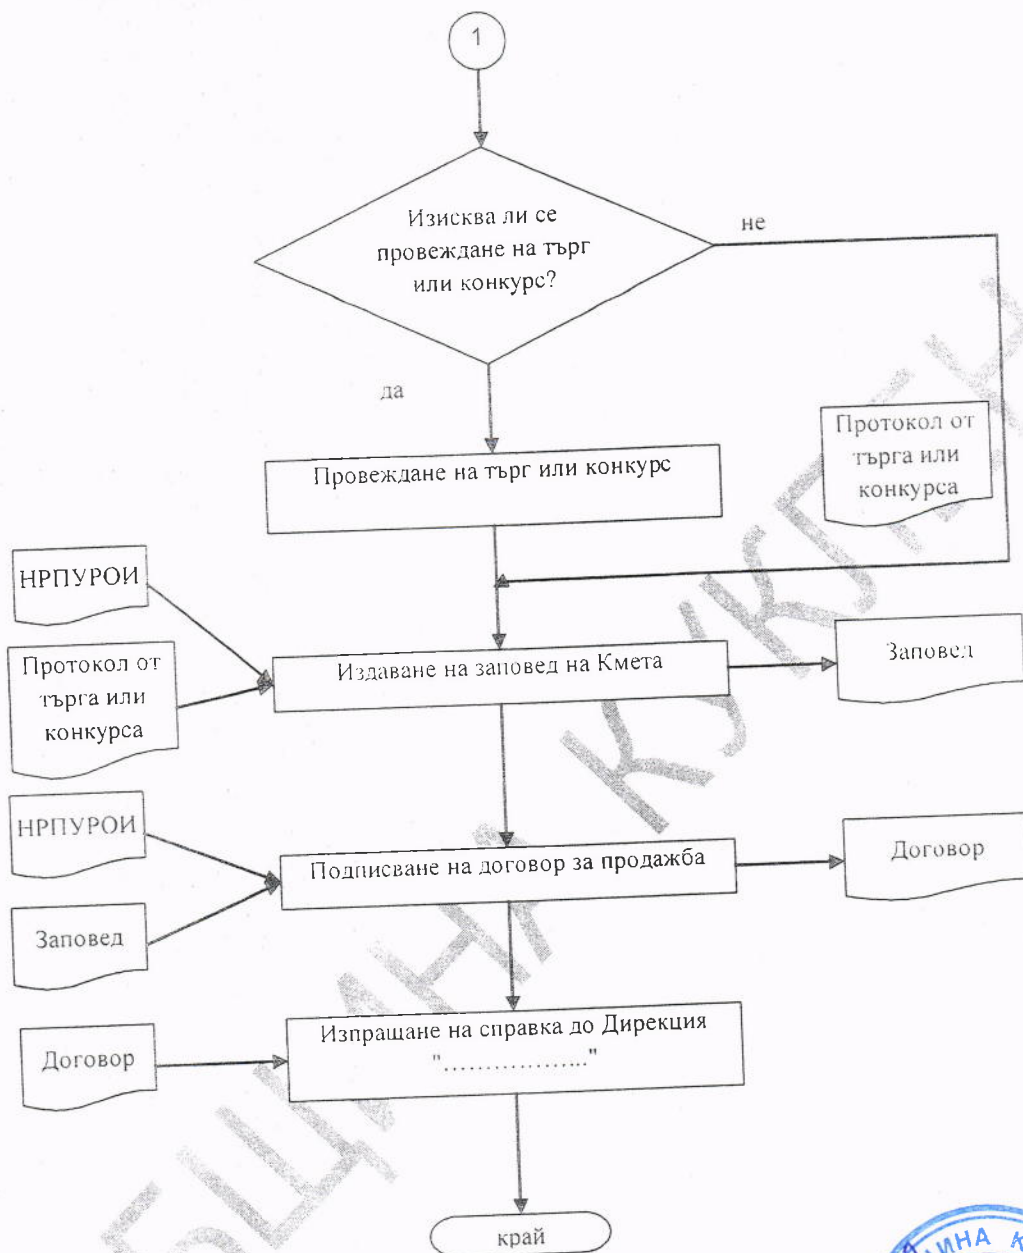 1
Изисква ли се
провеждане на търг
или конкурс?
не
да
Провеждане на търг или конкурс
Протокол от
търга или
конкурса
НРПУРОИ
Протокол от
търга или
конкурса
Издаване на заповед на Кмета
Заповед
НРПУРОИ
Заповед
Подписване на договор за продажба
Договор
Договор
Изпращане на справка до Дирекция
"..................."
край